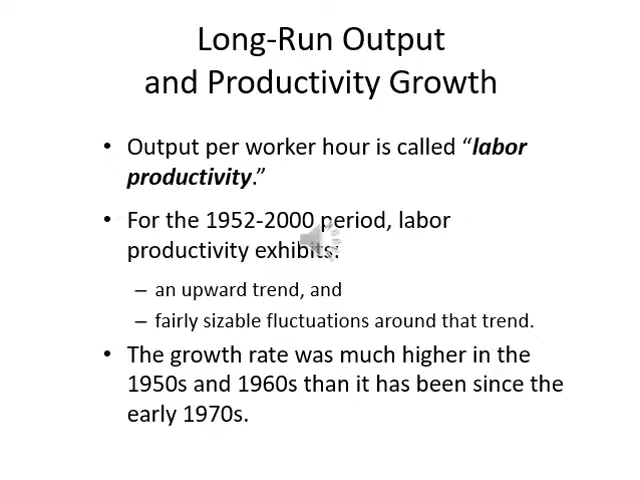 Long-Run Output
and Productivity Growth
• Output per worker hour is called “labor
productivity.”
• For the 1952-2000 period, labor
productivity exhibits:
– an upward trend, and
– fairly sizable fluctuations around that trend.
• The growth rate was much higher in the
1950s and 1960s than it has been since the
early 1970s.